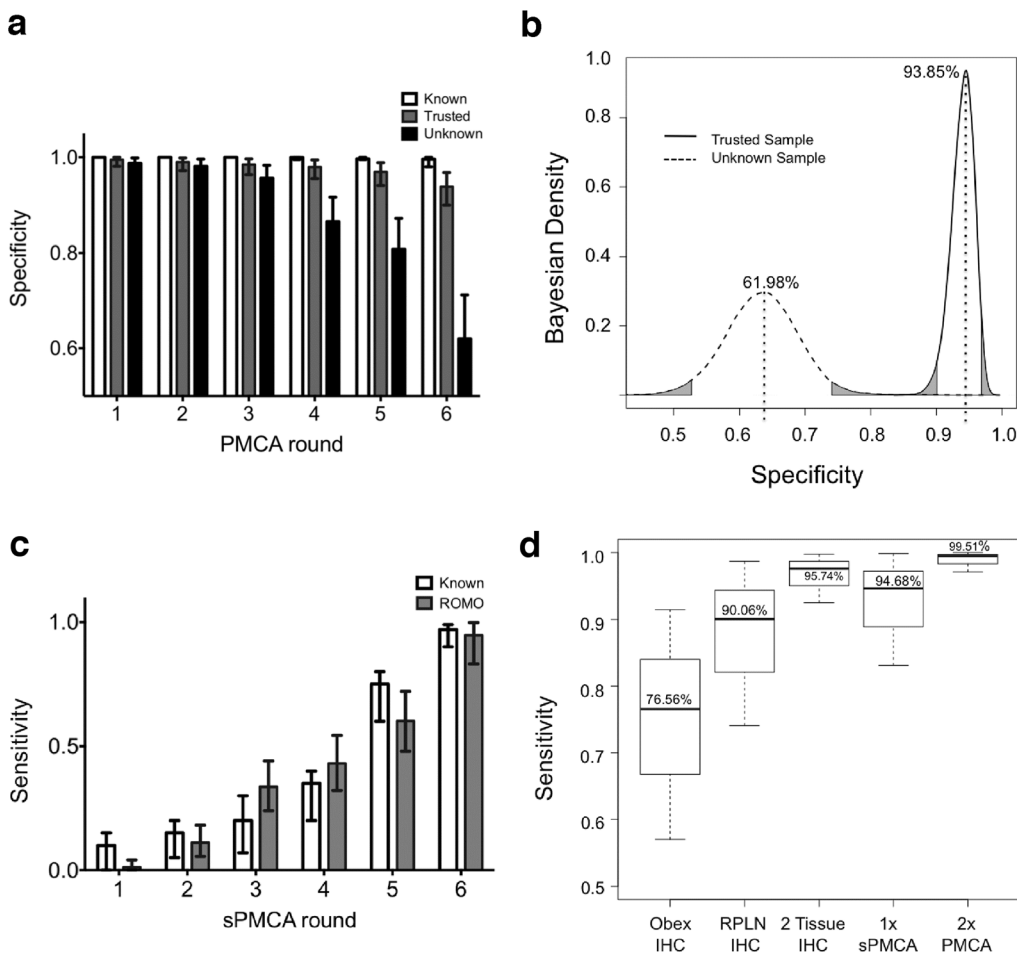 a
Known
Trusted
Unknown
1.0
0.8
0.6
Specificity
1 2 3 4 5 6
PMCA round
b
1.0
0.8
0.6
0.4
0.2
Bayesian Density
93.85%
Trusted Sample
Unknown Sample
61.98%
0.5 0.6 0.7 0.8 0.9 1.0
Specificity
c
Known
ROMO
1.0
0.5
0.0
Sensitivity
1 2 3 4 5 6
sPMCA round
d
1.0
0.9
0.8
0.7
0.6
0.5
Sensitivity
76.56%
90.06%
95.74%
94.68%
99.51%
Obex RPLN 2 Tissue 1x 2x
IHC IHC IHC sPMCA PMCA